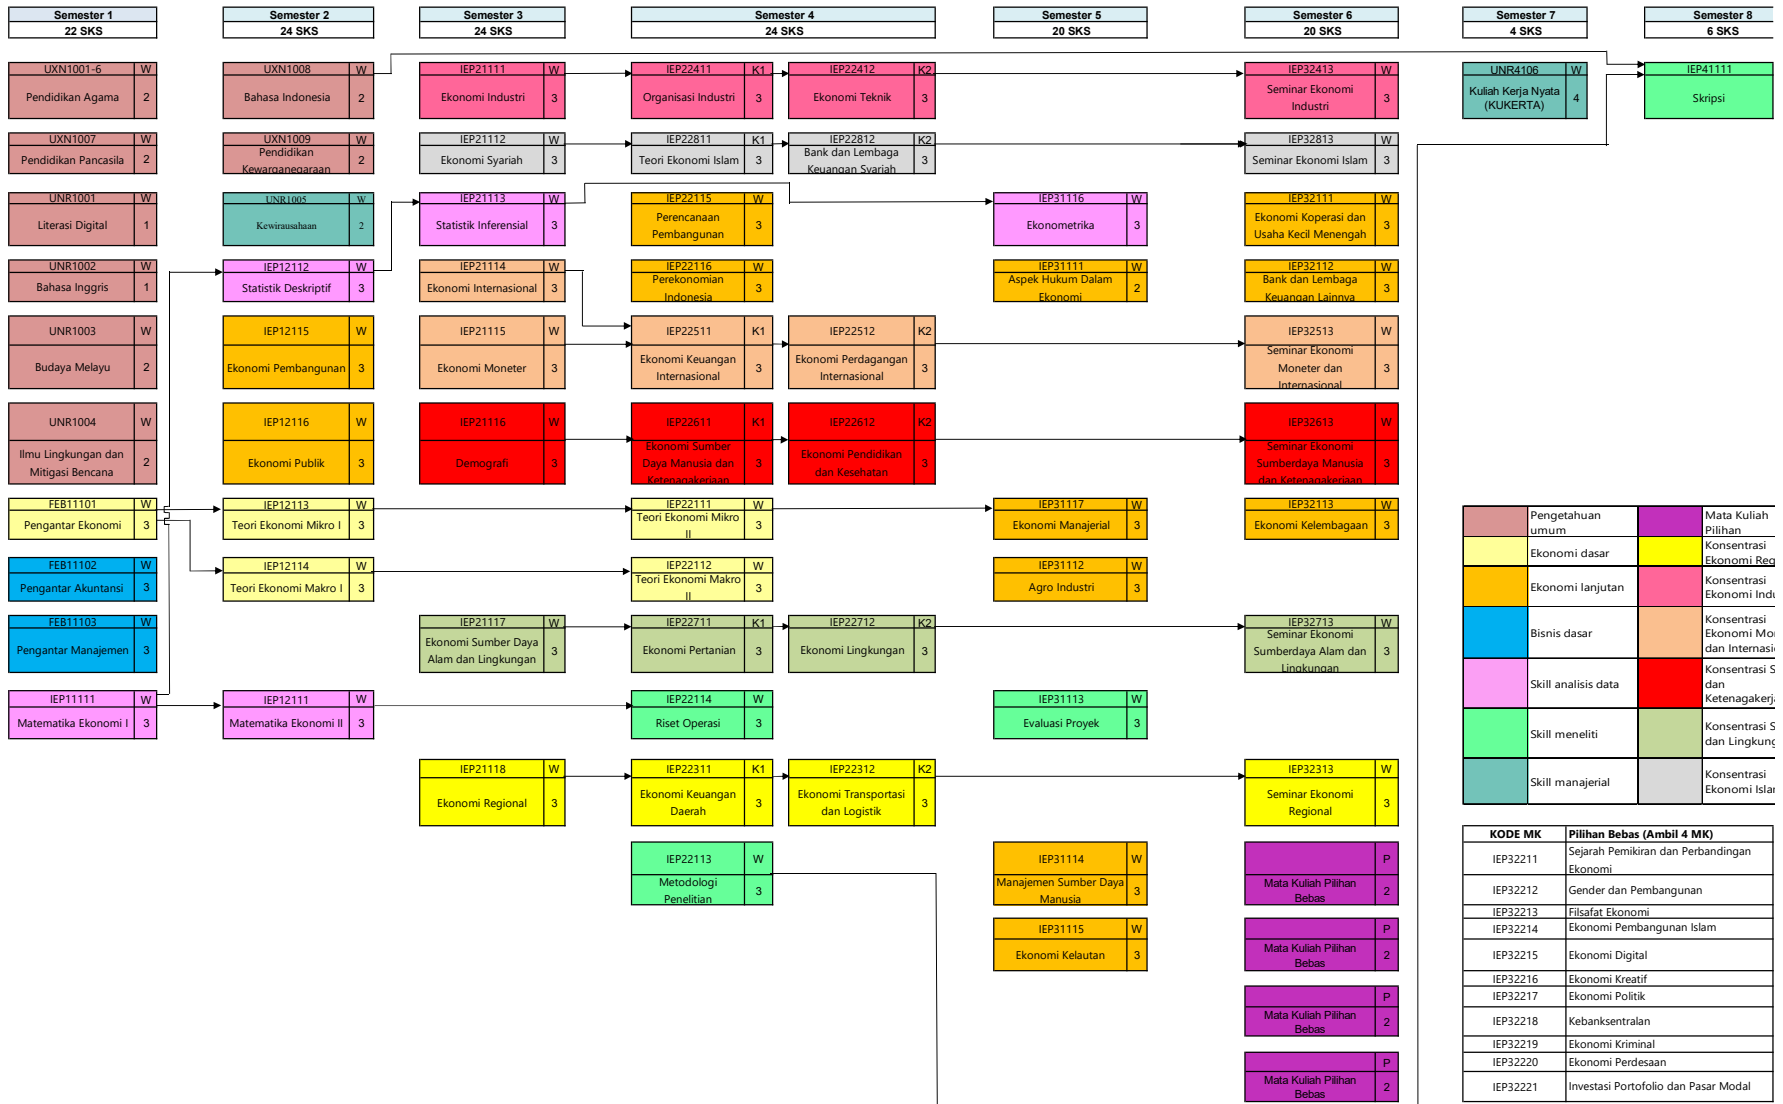 Semester 1
22 SKS
Semester 2
24 SKS
Semester 3
24 SKS
Semester 4
24 SKS
Semester 5
20 SKS
Semester 6
20 SKS
Semester 7
4 SKS
Semester 8
6 SKS
UXN1001-6 W
Pendidikan Agama 2
UXN1008 W
Bahasa Indonesia 2
IEP21111 W
Ekonomi Industri 3
IEP22411 K1
Organisasi Industri 3
IEP22412 K2
Ekonomi Teknik 3
IEP32413 W
Seminar Ekonomi
Industri 3
UNR4106 W
Kuliah Kerja Nyata
(KUKERTA) 4
IEP41111
Skripsi
UXN1007 W
Pendidikan Pancasila 2
UXN1009 W
Pendidikan
Kewarganegaraan 2
IEP21112 W
Ekonomi Syariah 3
IEP22811 K1
Teori Ekonomi Islam 3
IEP22812 K2
Bank dan Lembaga
Keuangan Syariah 3
IEP32813 W
Seminar Ekonomi Islam 3
UNR1001 W
Literasi Digital 1
UNR1005 W
Kewirausahaan 2
IEP21113 W
Statistik Inferensial 3
IEP22115 W
Perencanaan
Pembangunan 3
IEP31116 W
Ekonometrika 3
IEP32111 W
Ekonomi Koperasi dan
Usaha Kecil Menengah 3
UNR1002 W
Bahasa Inggris 1
IEP12112 W
Statistik Deskriptif 3
IEP21114 W
Ekonomi Internasional 3
IEP22116 W
Perekonomian
Indonesia 3
IEP31111 W
Aspek Hukum Dalam
Ekonomi 2
IEP32112 W
Bank dan Lembaga
Keuangan Lainnya 3
UNR1003 W
Budaya Melayu 2
IEP12115 W
Ekonomi Pembangunan 3
IEP21115 W
Ekonomi Moneter 3
IEP22511 K1
Ekonomi Keuangan
Internasional 3
IEP22512 K2
Ekonomi Perdagangan
Internasional 3
IEP32513 W
Seminar Ekonomi
Moneter dan
Internasional 3
UNR1004 W
Ilmu Lingkungan dan
Mitigasi Bencana 2
IEP12116 W
Ekonomi Publik 3
IEP21116 W
Demografi 3
IEP22611 K1
Ekonomi Sumber
Daya Manusia dan
Ketenagakerjaan 3
IEP22612 K2
Ekonomi Pendidikan
dan Kesehatan 3
IEP32613 W
Seminar Ekonomi
Sumberdaya Manusia
dan Ketenagakerjaan 3
FEB11101 W
Pengantar Ekonomi 3
IEP12113 W
Teori Ekonomi Mikro I 3
IEP22111 W
Teori Ekonomi Mikro
II 3
IEP31117 W
Ekonomi Manajerial 3
IEP32113 W
Ekonomi Kelembagaan 3
FEB11102 W
Pengantar Akuntansi 3
IEP12114 W
Teori Ekonomi Makro I 3
IEP22112 W
Teori Ekonomi Makro
II 3
IEP31112 W
Agro Industri 3
FEB11103 W
Pengantar Manajemen 3
IEP21117 W
Ekonomi Sumber Daya
Alam dan Lingkungan 3
IEP22711 K1
Ekonomi Pertanian 3
IEP22712 K2
Ekonomi Lingkungan 3
IEP32713 W
Seminar Ekonomi
Sumberdaya Alam dan
Lingkungan 3
IEP11111 W
Matematika Ekonomi I 3
IEP12111 W
Matematika Ekonomi II 3
IEP22114 W
Riset Operasi 3
IEP31113 W
Evaluasi Proyek 3
IEP21118 W
Ekonomi Regional 3
IEP22311 K1
Ekonomi Keuangan
Daerah 3
IEP22312 K2
Ekonomi Transportasi
dan Logistik 3
IEP32313 W
Seminar Ekonomi
Regional 3
IEP22113 W
Metodologi
Penelitian 3
IEP31114 W
Manajemen Sumber Daya
Manusia 3
P
Mata Kuliah Pilihan
Bebas 2
IEP31115 W
Ekonomi Kelautan 3
P
Mata Kuliah Pilihan
Bebas 2
P
Mata Kuliah Pilihan
Bebas 2
P
Mata Kuliah Pilihan
Bebas 2
Pengetahuan
umum
Mata Kuliah
Pilihan
Ekonomi dasar
Konsentrasi
Ekonomi Reg
Ekonomi lanjutan
Konsentrasi
Ekonomi Indu
Bisnis dasar
Konsentrasi
Ekonomi Mo
dan Internasi
Skill analisis data
Konsentrasi S
dan
Ketenagakerj
Skill meneliti
Konsentrasi S
dan Lingkung
Skill manajerial
Konsentrasi
Ekonomi Isla
KODE MK Pilihan Bebas (Ambil 4 MK)
IEP32211 Sejarah Pemikiran dan Perbandingan
Ekonomi
IEP32212 Gender dan Pembangunan
IEP32213 Filsafat Ekonomi
IEP32214 Ekonomi Pembangunan Islam
IEP32215 Ekonomi Digital
IEP32216 Ekonomi Kreatif
IEP32217 Ekonomi Politik
IEP32218 Kebanksentralan
IEP32219 Ekonomi Kriminal
IEP32220 Ekonomi Perdesaan
IEP32221 Investasi Portofolio dan Pasar Modal